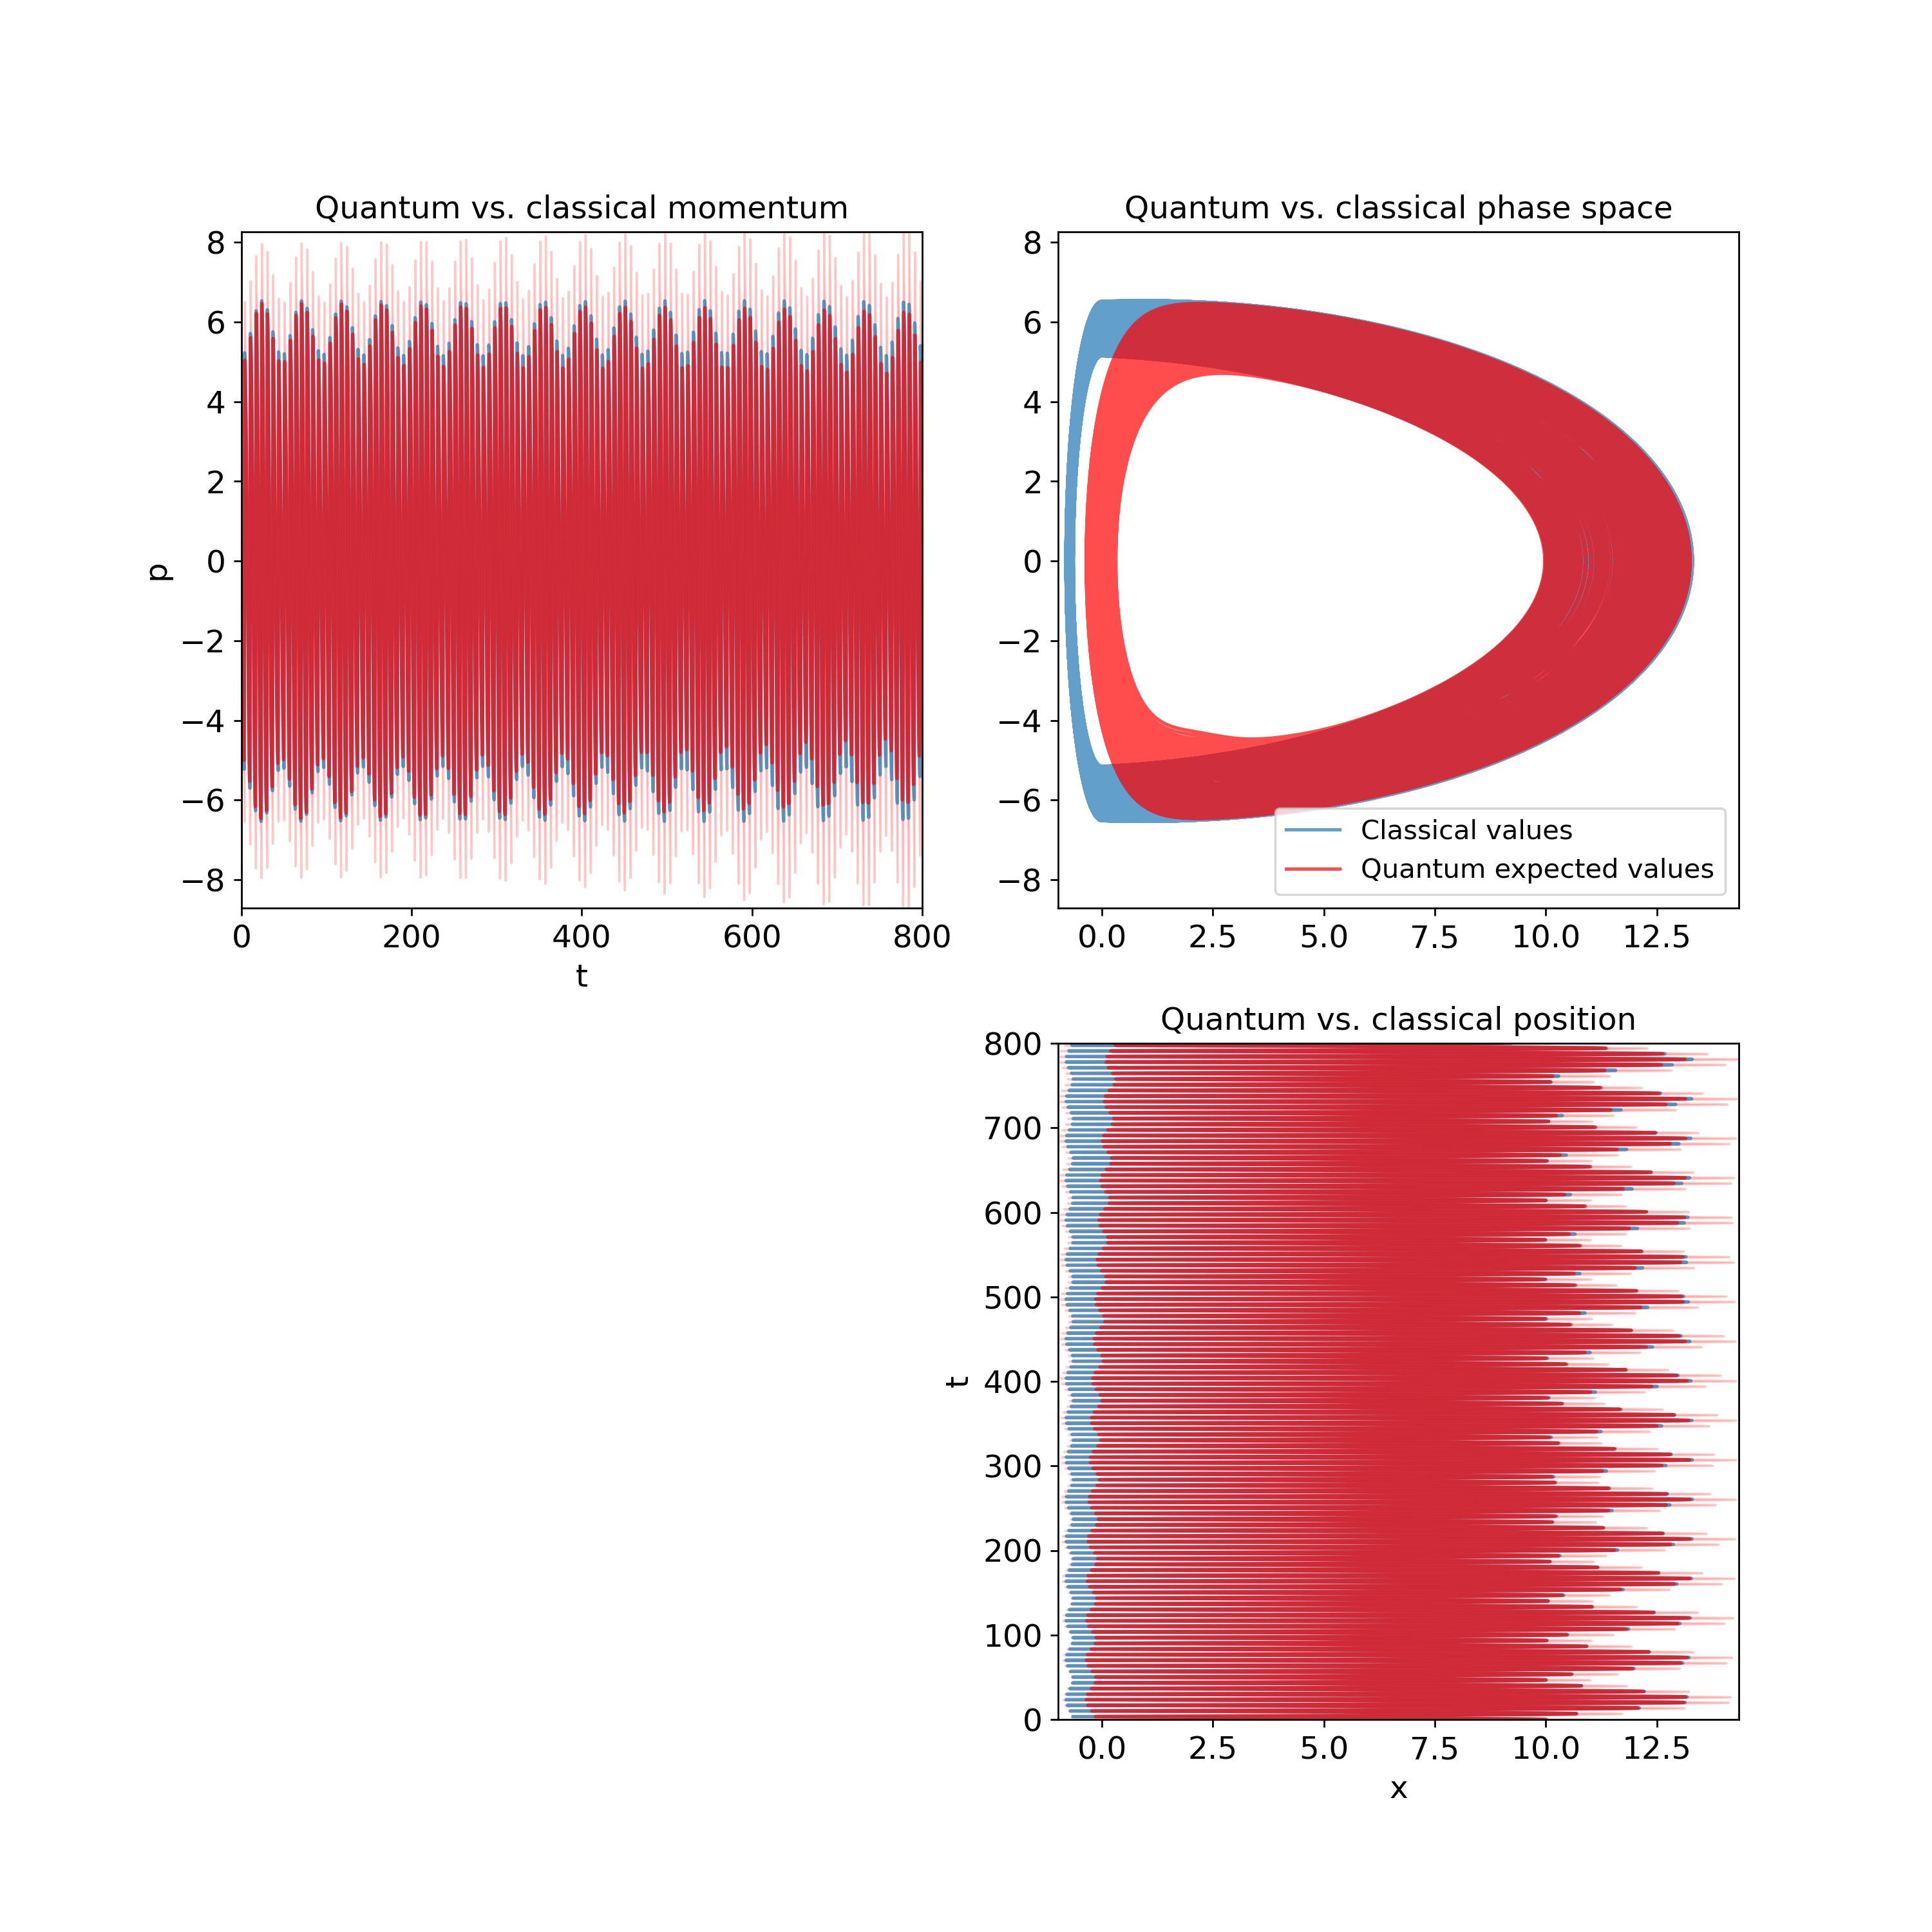 Quantum vs. classical momentum
8
6
4
2
0
−2
−4
−6
−8
p
0 200 400 600 800
t
Quantum vs. classical phase space
8
6
4
2
0
−2
−4
−6
−8
Classical values
Quantum expected values
0.0 2.5 5.0 7.5 10.0 12.5
Quantum vs. classical position
800
700
600
500
400
300
200
100
0
t
0.0 2.5 5.0 7.5 10.0 12.5
x